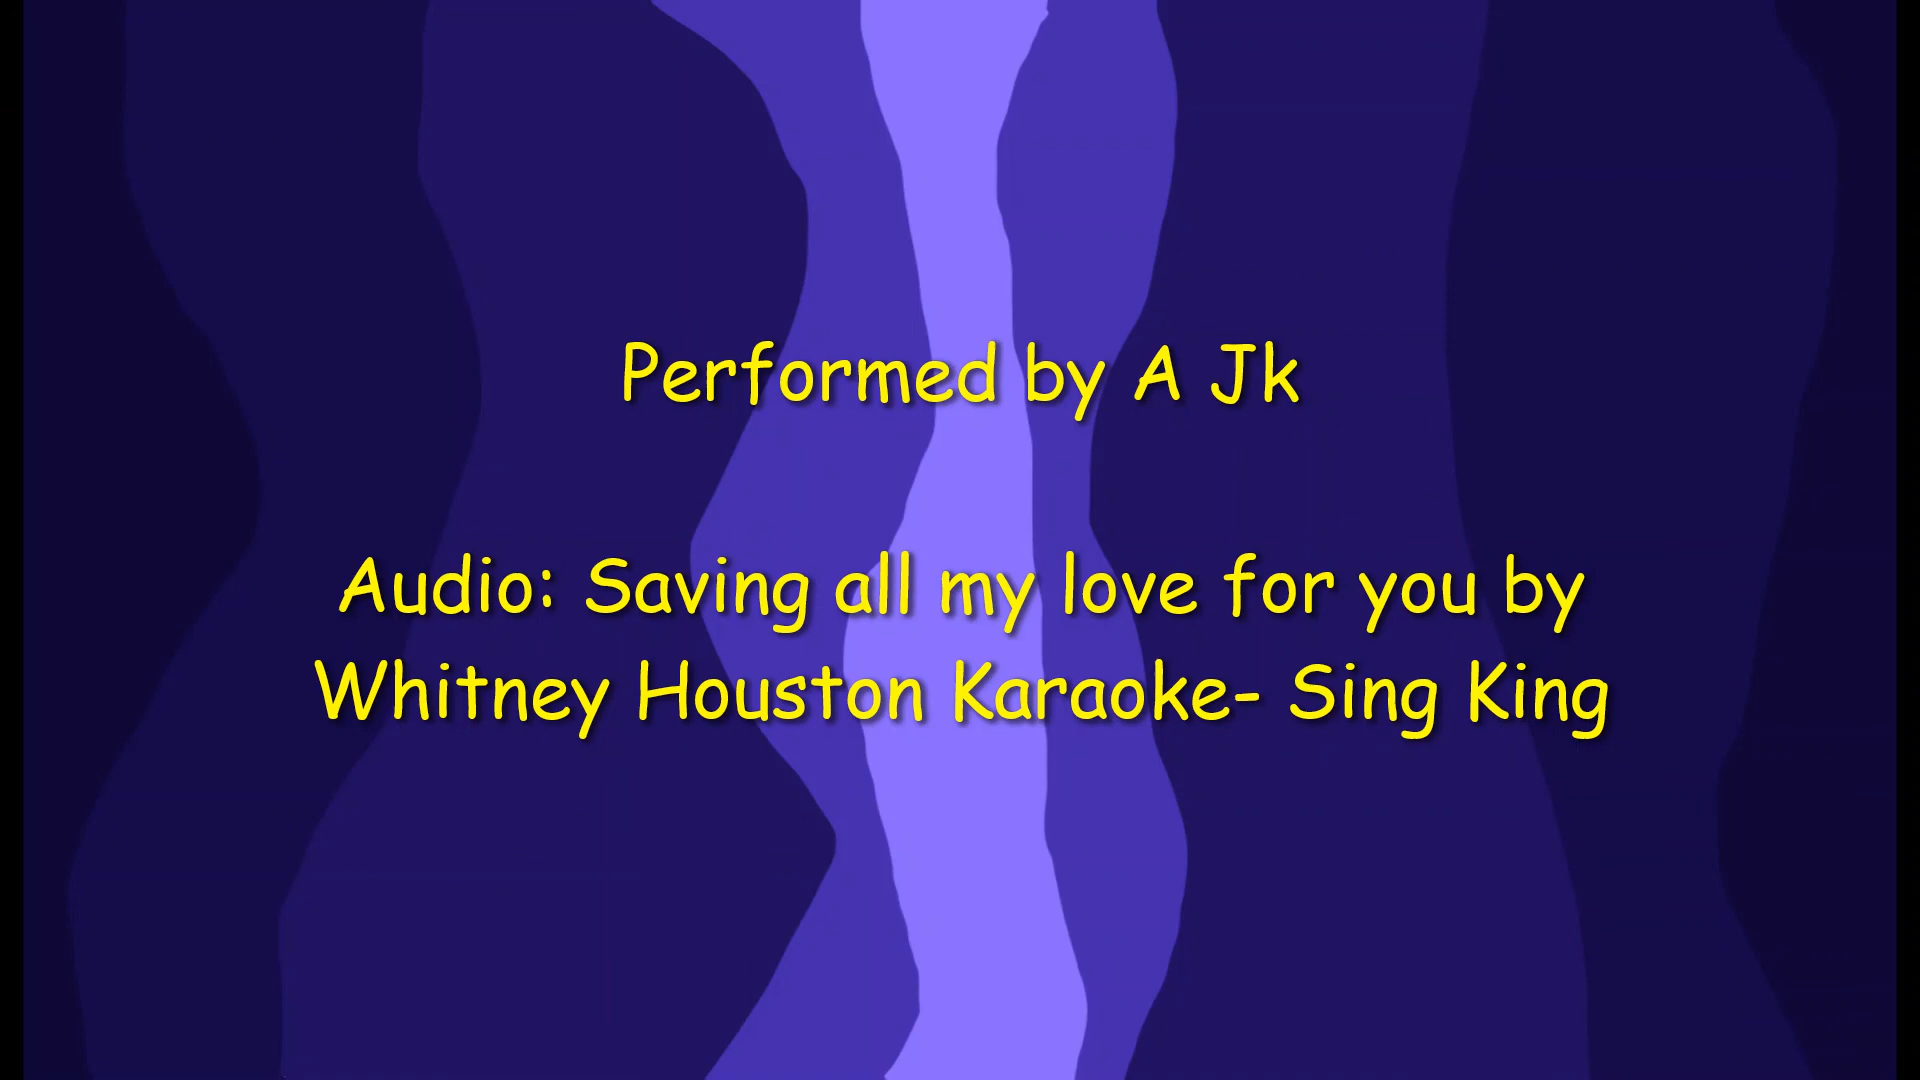 Performed by A Jk
Audio: Saving all my love for you by
Whitney Houston Karaoke- Sing King